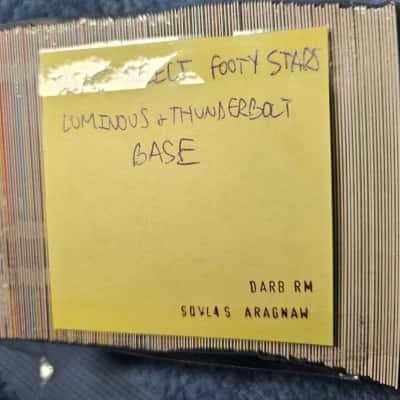 FOOTY STARS
LUMINOUS & THUNDERBOLT
BASE
DARB RM
SOVL4S ARAGNAW